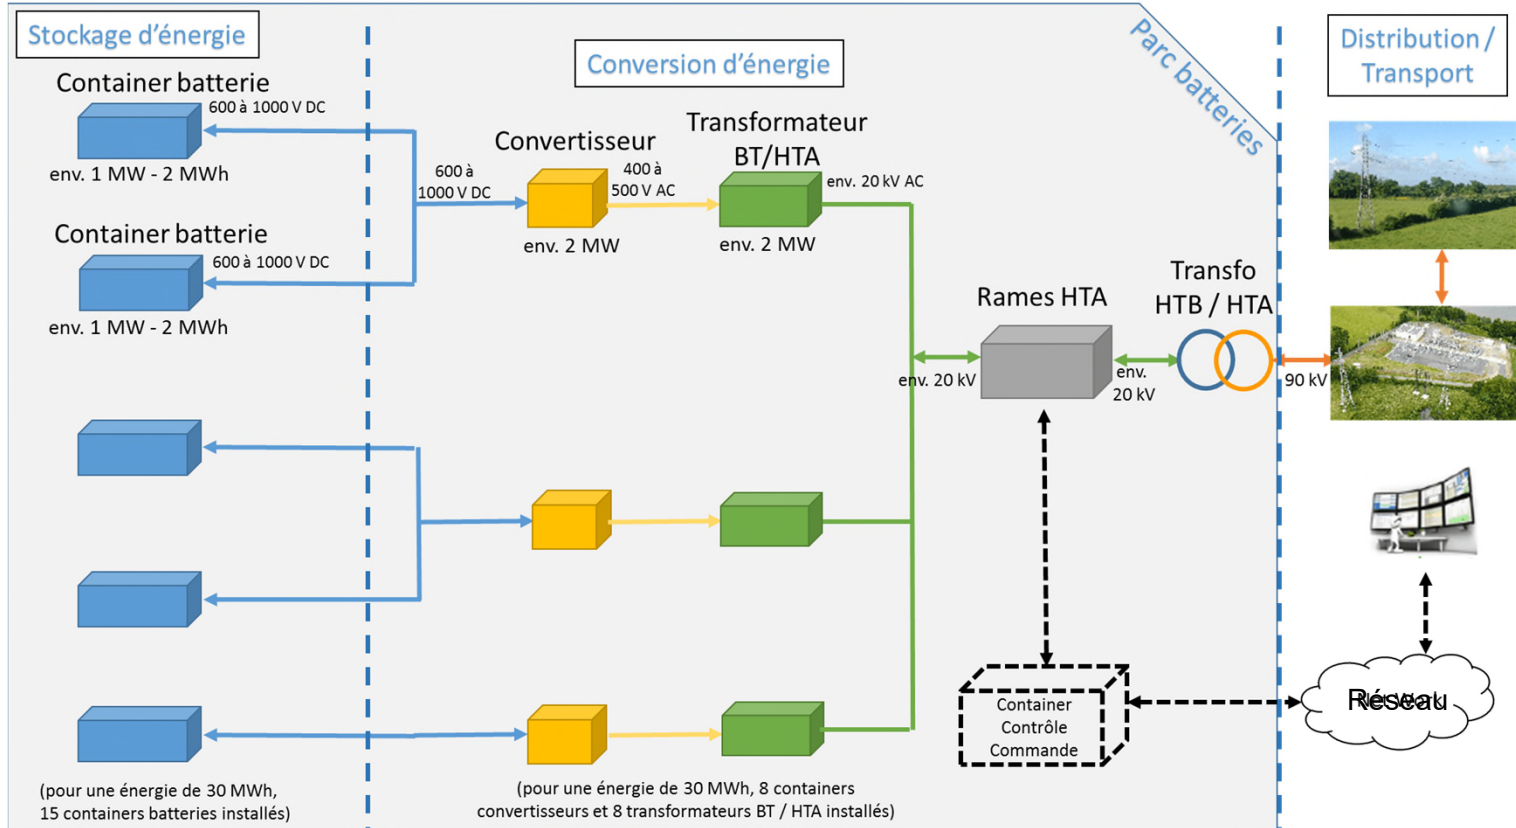 Stockage d'énergie
Conversion d'énergie
Parc batteries
Distribution /
Transport
Container batterie
600 à 1000 V DC
env. 1 MW - 2 MWh
Container batterie
600 à 1000 V DC
env. 1 MW - 2 MWh
600 à
1000 V DC
Convertisseur
400 à
500 V AC
env. 2 MW
Transformateur
BT/HTA
env. 20 kV AC
env. 2 MW
env. 20 kV
Rames HTA
env.
20 kV
Transfo
HTB / HTA
90 kV
Container
Contrôle
Commande
Réseau
(pour une énergie de 30 MWh,
15 containers batteries installés)
(pour une énergie de 30 MWh, 8 containers
convertisseurs et 8 transformateurs BT / HTA installés)